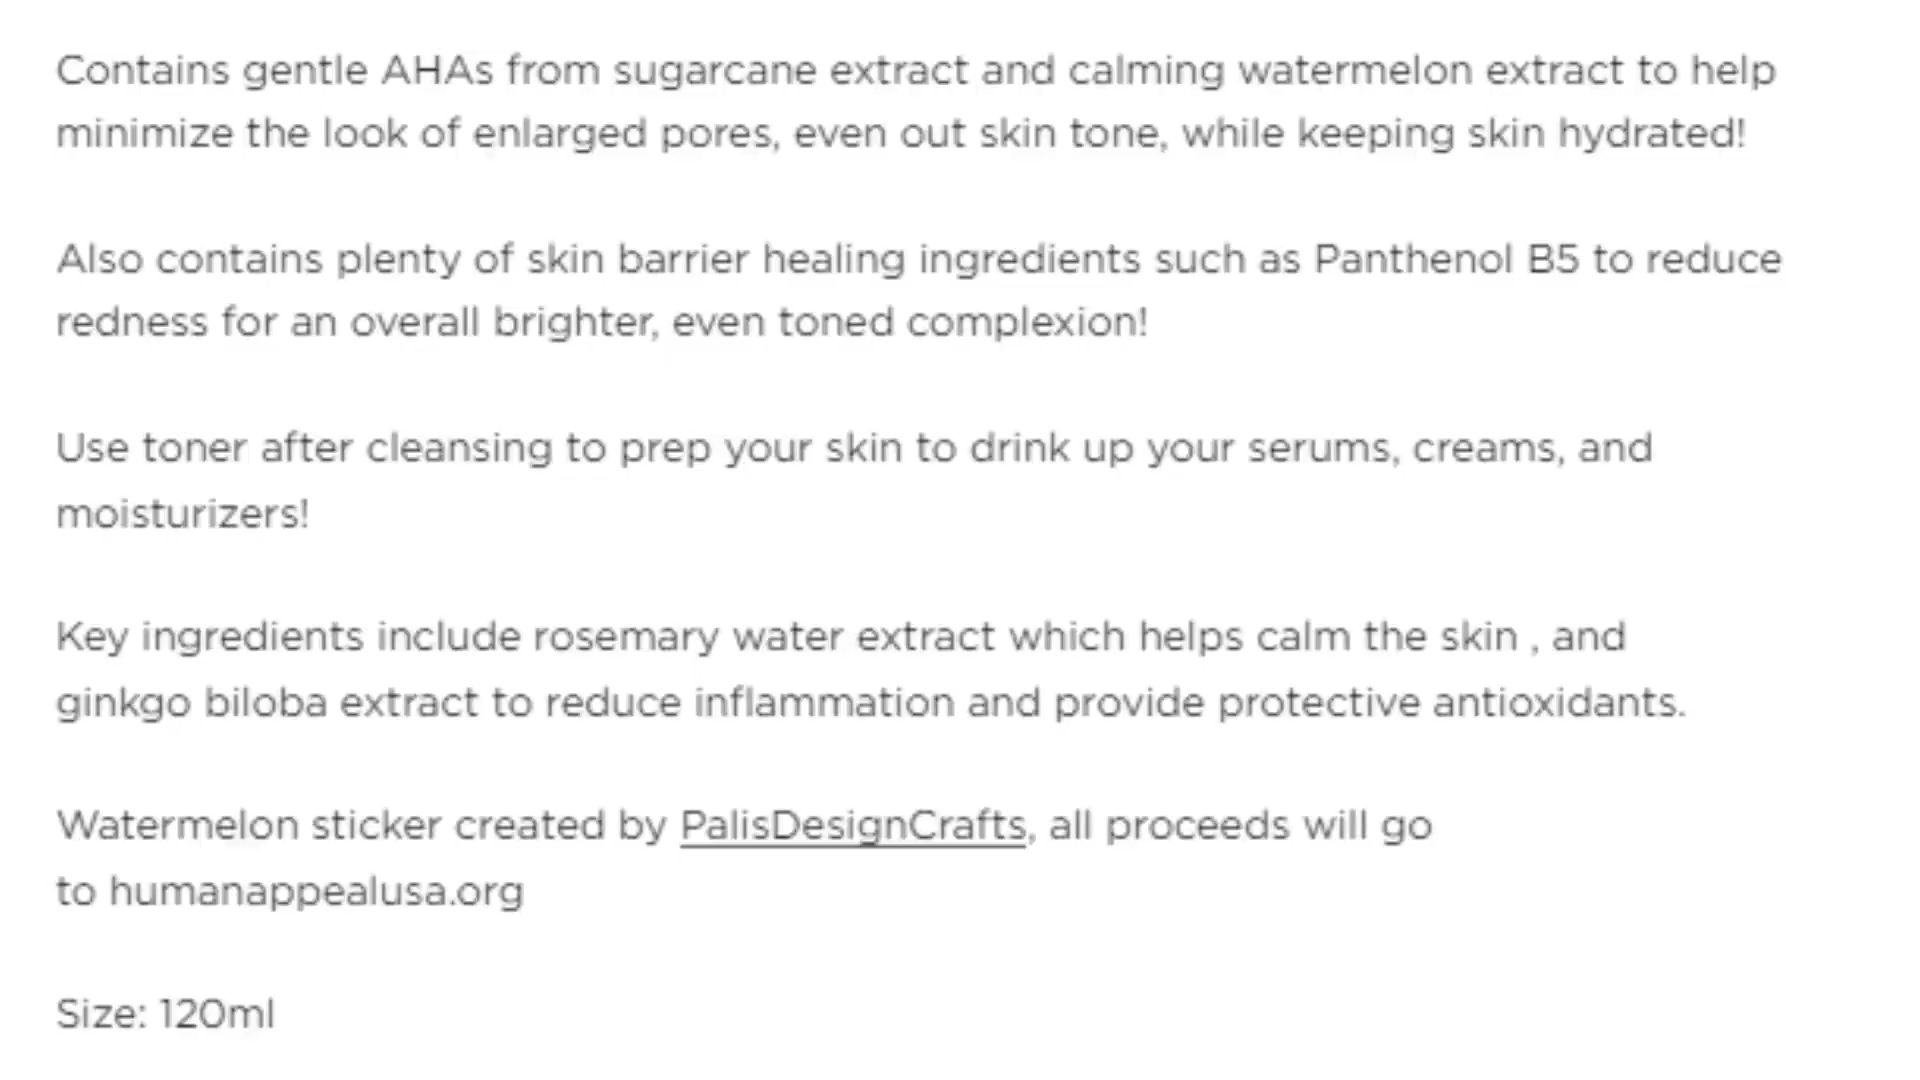 Contains gentle AHAs from sugarcane extract and calming watermelon extract to help
minimize the look of enlarged pores, even out skin tone, while keeping skin hydrated!
Also contains plenty of skin barrier healing ingredients such as Panthenol B5 to reduce
redness for an overall brighter, even toned complexion!
Use toner after cleansing to prep your skin to drink up your serums, creams, and
moisturizers!
Key ingredients include rosemary water extract which helps calm the skin , and
ginkgo biloba extract to reduce inflammation and provide protective antioxidants.
Watermelon sticker created by PalisDesignCrafts, all proceeds will go
to humanappealusa.org
Size: 120ml